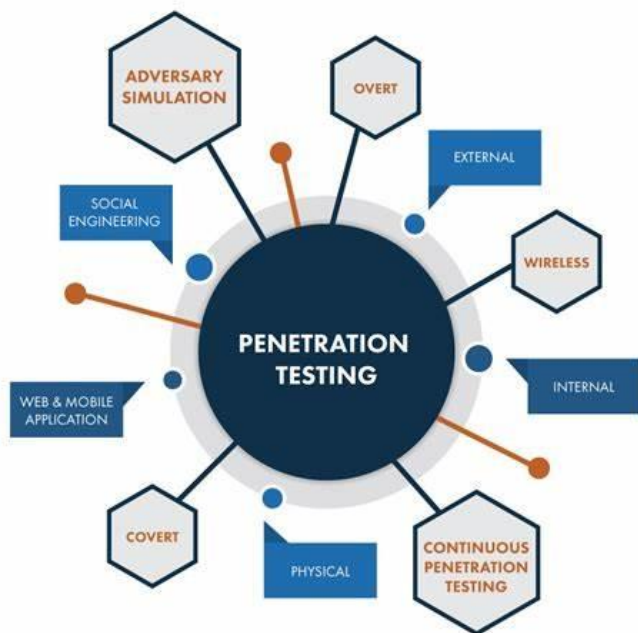 ADVERSARY
SIMULATION
OVERT
EXTERNAL
SOCIAL
ENGINEERING
WIRELESS
PENETRATION
TESTING
INTERNAL
WEB & MOBILE
APPLICATION
COVERT
PHYSICAL
CONTINUOUS
PENETRATION
TESTING